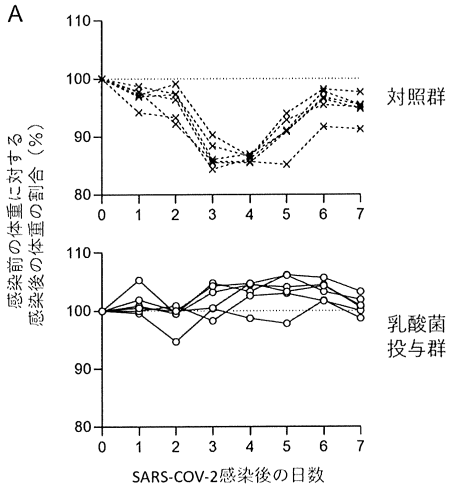 A
感染前の体重に対する
感染後の体重の割合（%）
110
100
90
80
0 1 2 3 4 5 6 7
対照群
110
100
90
80
0 1 2 3 4 5 6 7
乳酸菌
投与群
SARS-COV-2感染後の日数